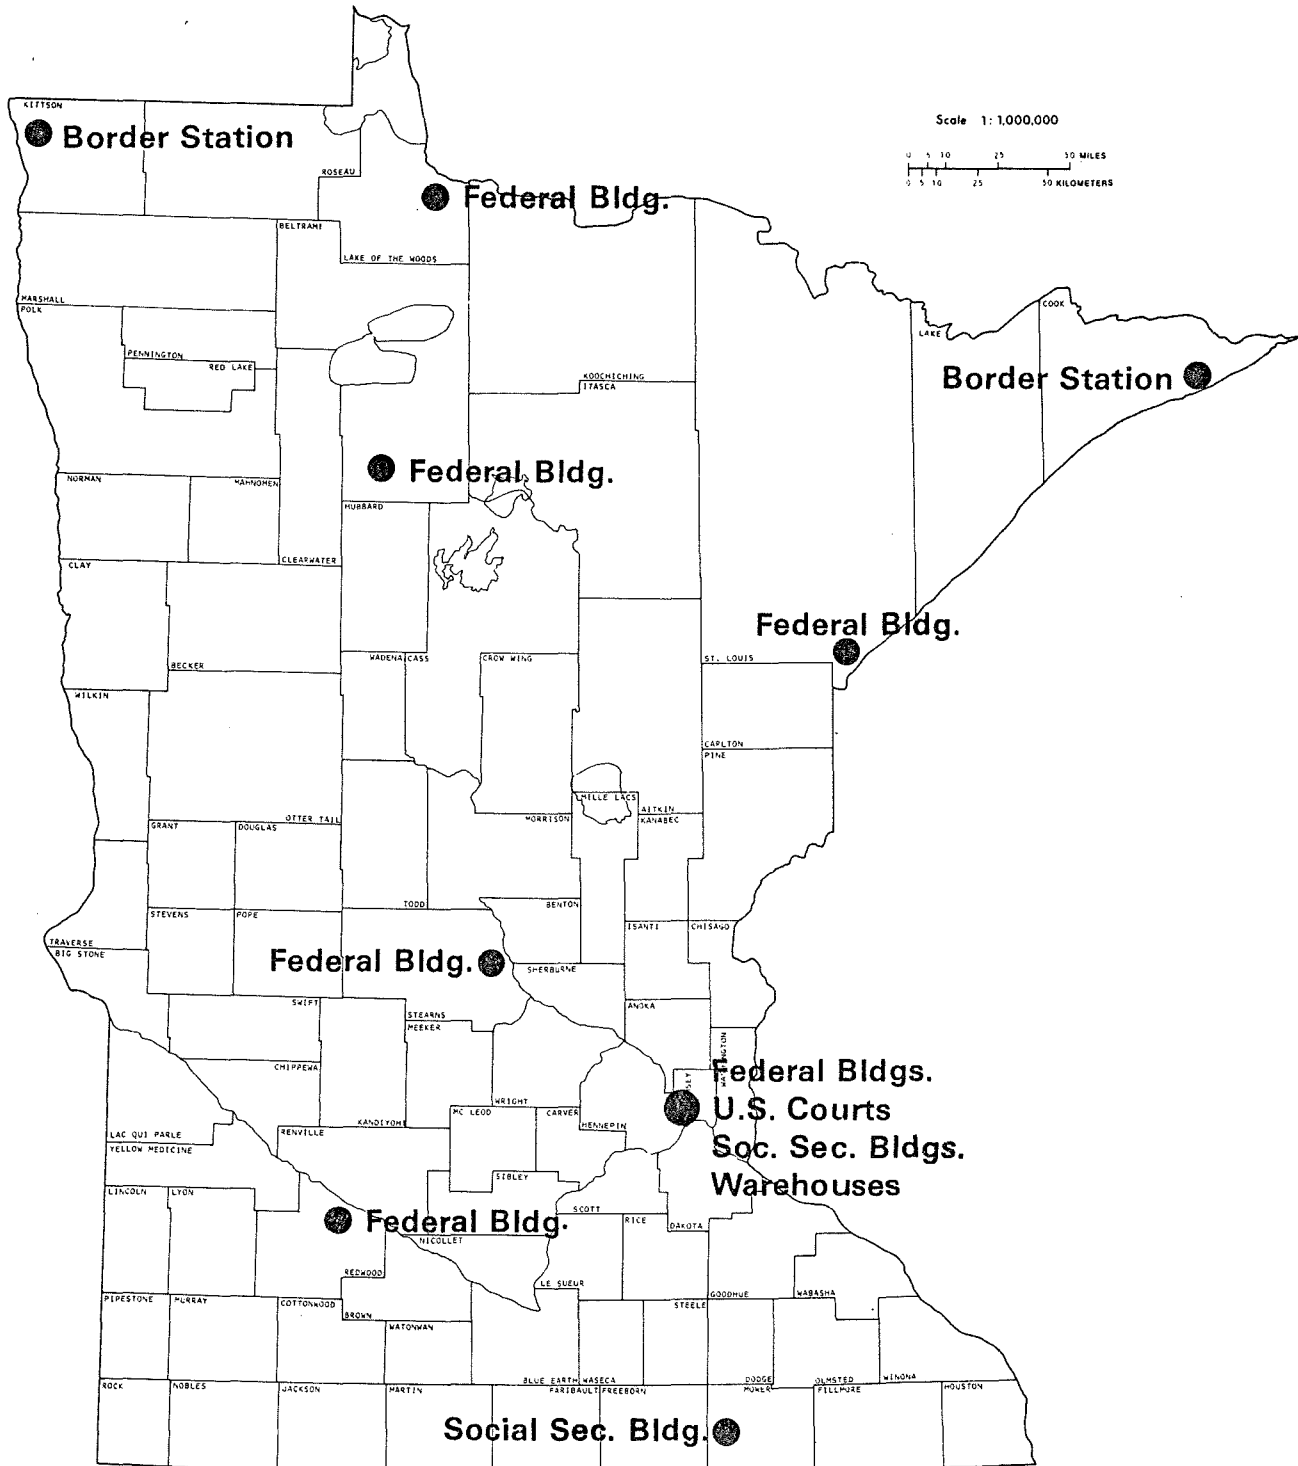 KITTSON
Border Station
Scale 1: 1,000,000
0 5 10 25 50 MILES
0 5 10 25 50 KILOMETERS
ROSEAU
Federal Bldg.
BELTRAMI
LAKE OF THE WOODS
MARSHALL
POLK
COOK
LAKE
PENNINGTON
RED LAKE
KOOCHICHING
ITASCA
Border Station
Federal Bldg.
NORMAN
MAHNOMEN
HUBBARD
CLEARWATER
CLAY
Federal Bldg.
BECKER
WADENA
CASS
CROW WING
ST. LOUIS
WILKIN
CARLTON
PINE
MILLE LACS
AITKIN
KANABEC
OTTER TAIL
MORRISON
GRANT
DOUGLAS
TODD
BENTON
STEVENS
POPE
ISANTI
CHISAGO
TRAVERSE
BIG STONE
Federal Bldg.
SHERBURNE
SWIFT
STEARNS
MEEKER
ANOKA
WASHINGTON
CHIPPEWA
Federal Bldgs.
U.S. Courts
Soc. Sec. Bldgs.
Warehouses
WRIGHT
MC LEOD
CARVER
HENNEPIN
KANDIYOHI
RENVILLE
LAC QUI PARLE
YELLOW MEDICINE
SIBLEY
LINCOLN
LYON
SCOTT
RICE
DAKOTA
Federal Bldg.
NICOLLET
REDWOOD
LE SUEUR
PIPESTONE
MURRAY
COTTONWOOD
BROWN
STEELE
GOODHUE
WABASHA
WATONWAN
BLUE EARTH
WASECA
DODGE
OLMSTED
WINONA
ROCK
NOBLES
JACKSON
MARTIN
FARIBAULT
FREEBORN
MOWER
FILLMORE
HOUSTON
Social Sec. Bldg.